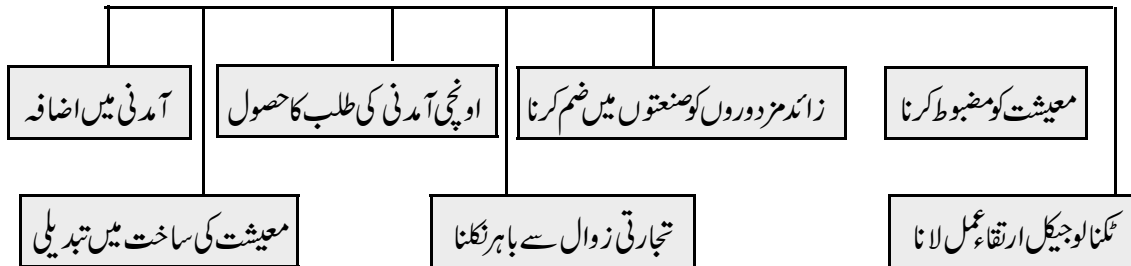 معیشت کو مضبوط کرنا
زائد مزدوروں کو صنعتوں میں ضم کرنا
اونچی آمدنی کی طلب کا حصول
آمدنی میں اضافہ
ٹکنالوجیکل ارتقاء عمل لانا
تجارتی زوال سے باہر نکلنا
معیشت کی ساخت میں تبدیلی